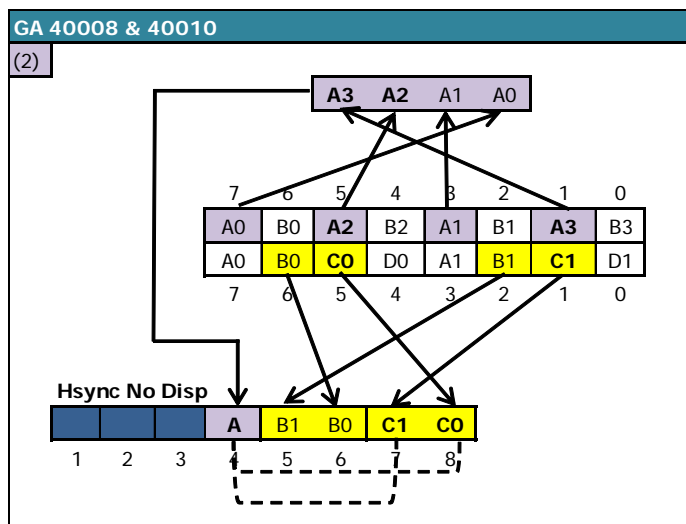 GA 40008 & 40010
(2)
A3 A2 A1 A0
7 6 5 4 3 2 1 0
A0 B0 A2 B2 A1 B1 A3 B3
A0 B0 C0 D0 A1 B1 C1 D1
7 6 5 4 3 2 1 0
Hsync No Disp
A B1 B0 C1 C0
1 2 3 4 5 6 7 8